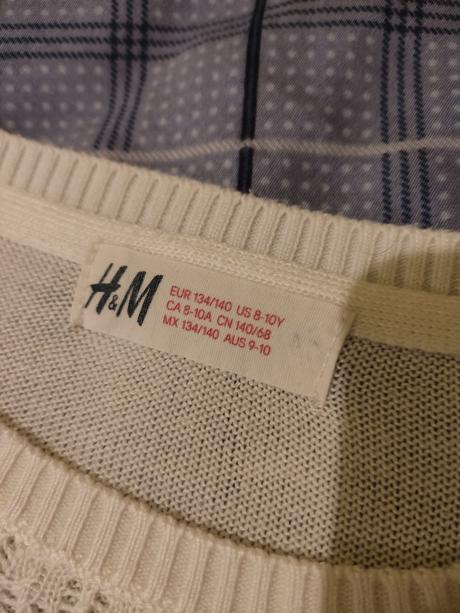 H&M
EUR 134/140 US 8-10Y
CA 8-10A CN 140/68
MX 134/140 AUS 9-10